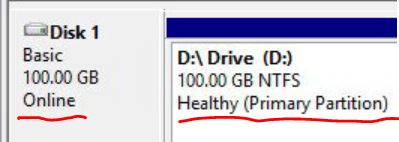 Disk 1
Basic
100.00 GB
Online
D:\ Drive (D:)
100.00 GB NTFS
Healthy (Primary Partition)